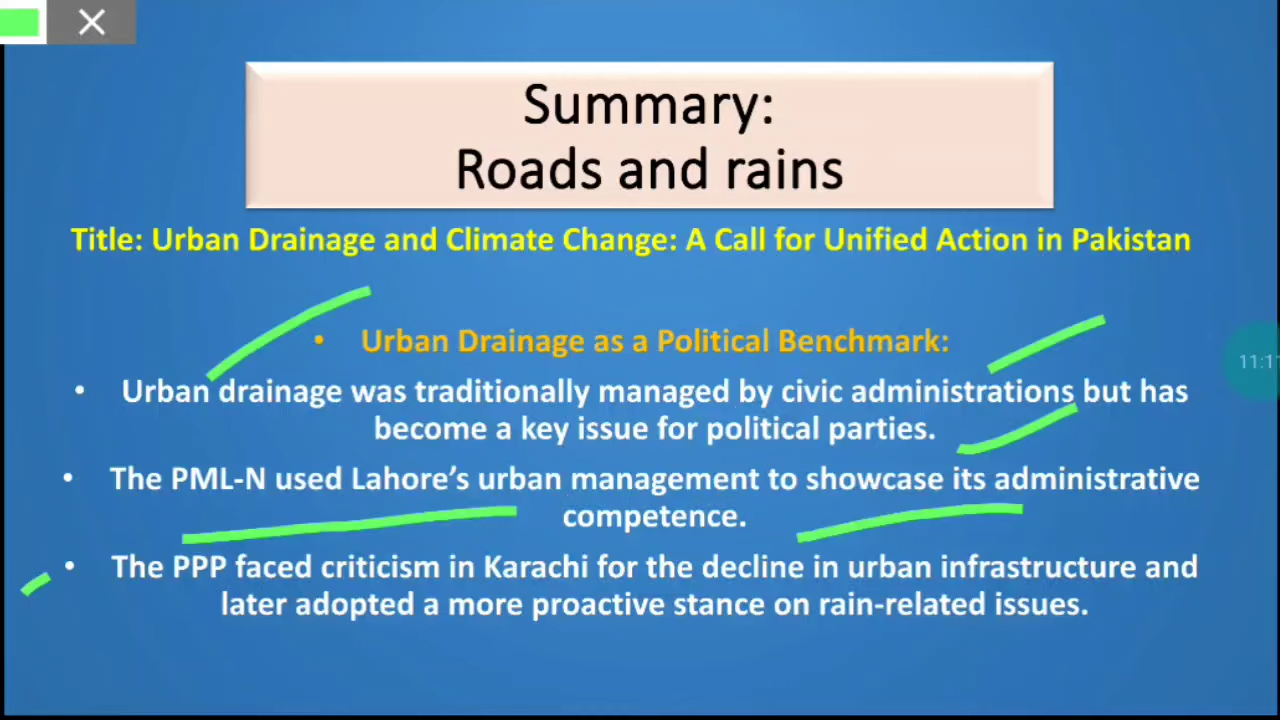 Summary:
Roads and rains
Title: Urban Drainage and Climate Change: A Call for Unified Action in Pakistan
• Urban Drainage as a Political Benchmark:
• Urban drainage was traditionally managed by civic administrations but has
become a key issue for political parties.
• The PML-N used Lahore’s urban management to showcase its administrative
competence.
• The PPP faced criticism in Karachi for the decline in urban infrastructure and
later adopted a more proactive stance on rain-related issues.